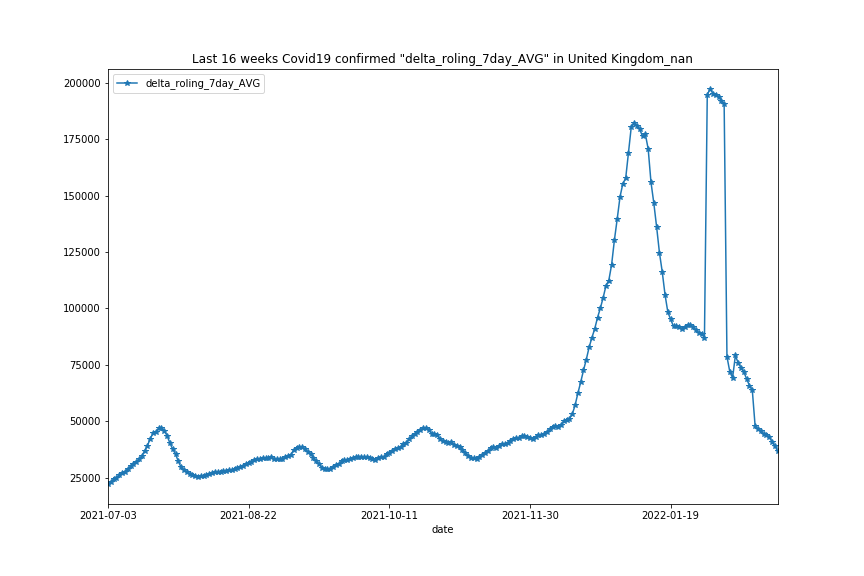 Last 16 weeks Covid19 confirmed "delta_roling_7day_AVG" in United Kingdom_nan
delta_roling_7day_AVG
200000
175000
150000
125000
100000
75000
50000
25000
2021-07-03 2021-08-22 2021-10-11 2021-11-30 2022-01-19
date